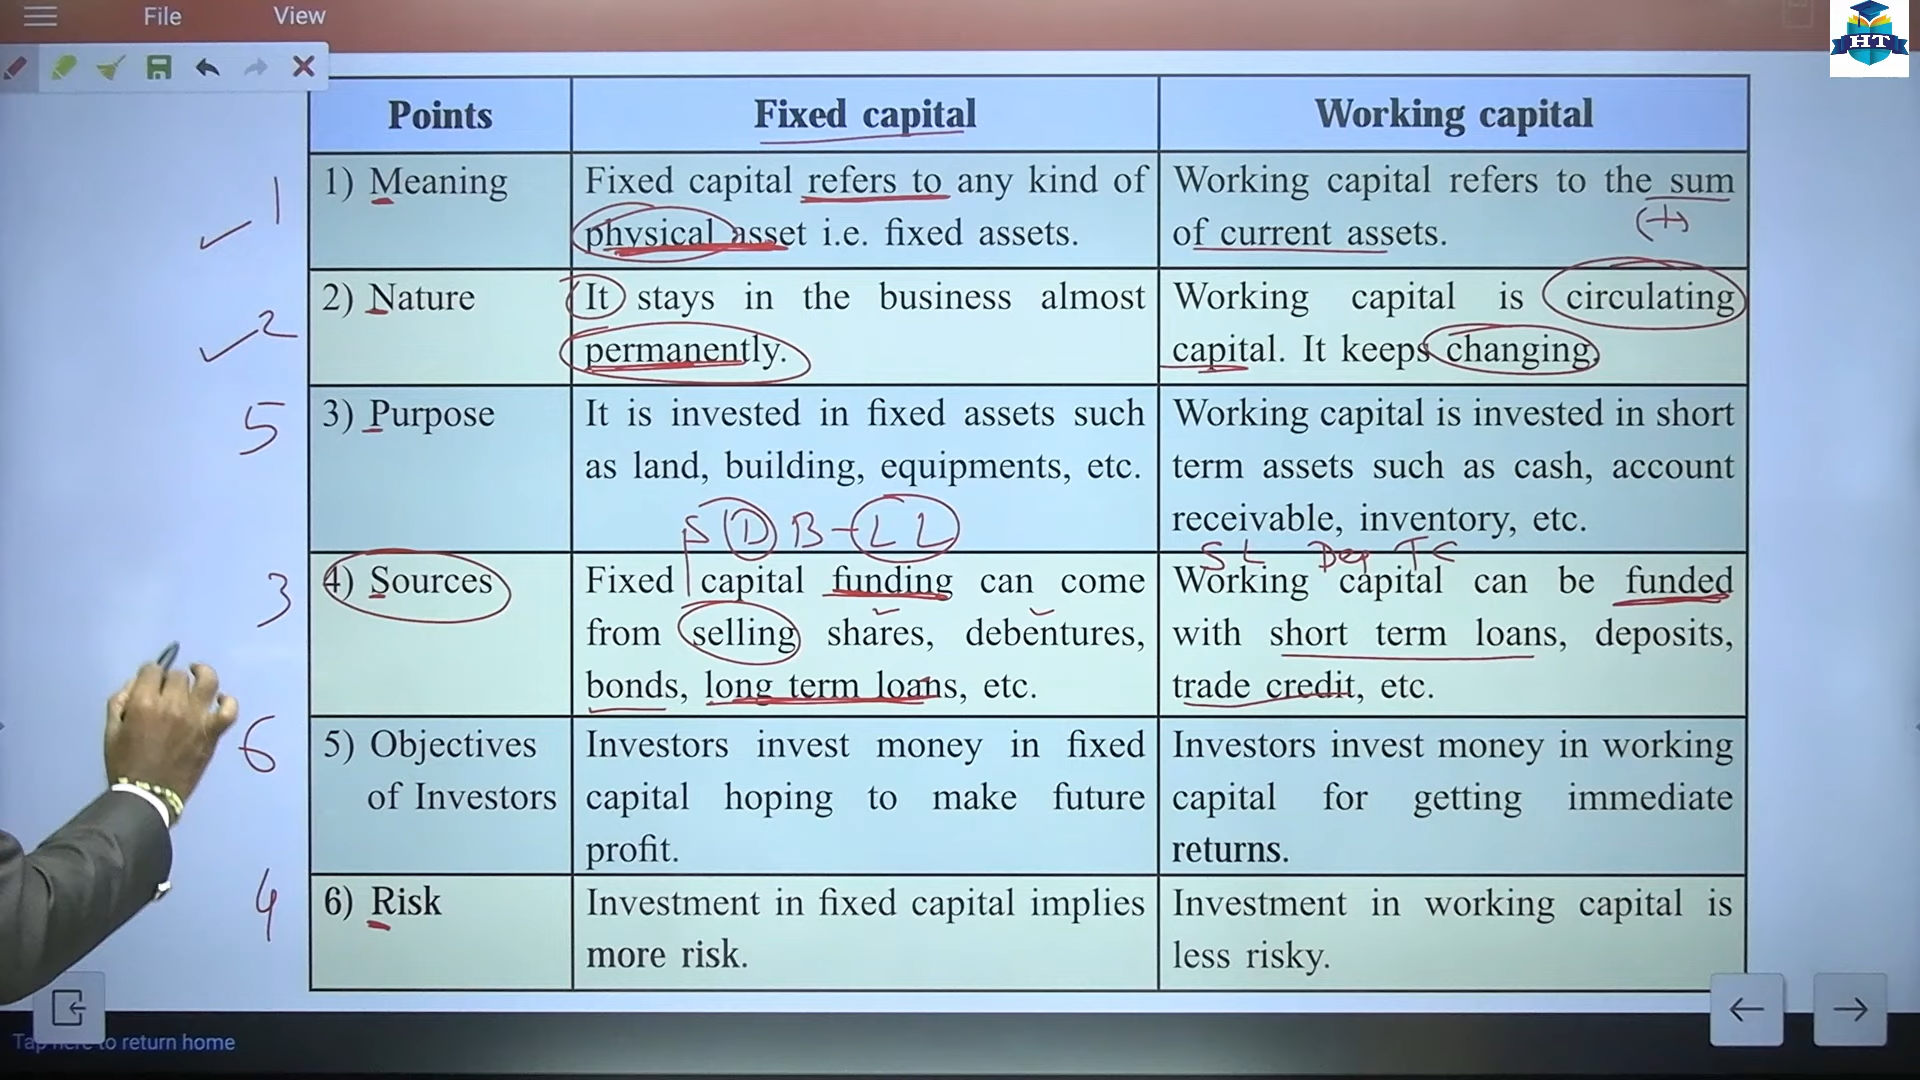 File View
HT
Points Fixed capital Working capital
1
1) Meaning
Fixed capital refers to any kind of
physical asset i.e. fixed assets.
Working capital refers to the sum
(+)
of current assets.
2
2) Nature
It stays in the business almost
permanently.
Working capital is circulating
capital. It keeps changing.
5
3) Purpose
It is invested in fixed assets such
as land, building, equipments, etc.
S D B - L L
Working capital is invested in short
term assets such as cash, account
receivable, inventory, etc.
SL Dep TC
3
4) Sources
Fixed capital funding can come
from selling shares, debentures,
bonds, long term loans, etc.
Working capital can be funded
with short term loans, deposits,
trade credit, etc.
6
5) Objectives
of Investors
Investors invest money in fixed
capital hoping to make future
profit.
Investors invest money in working
capital for getting immediate
returns.
4
6) Risk
Investment in fixed capital implies
more risk.
Investment in working capital is
less risky.
Tap here to return home